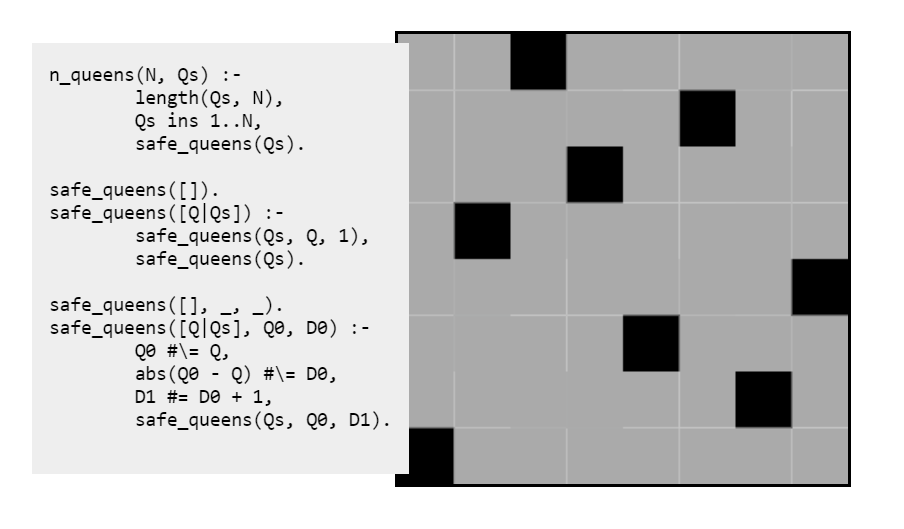 n_queens(N, Qs) :-
        length(Qs, N),
        Qs ins 1..N,
        safe_queens(Qs).

safe_queens([]).
safe_queens([Q|Qs]) :-
        safe_queens(Qs, Q, 1),
        safe_queens(Qs).

safe_queens([], _, _).
safe_queens([Q|Qs], Q0, D0) :-
        Q0 #\= Q,
        abs(Q0 - Q) #\= D0,
        D1 #= D0 + 1,
        safe_queens(Qs, Q0, D1).